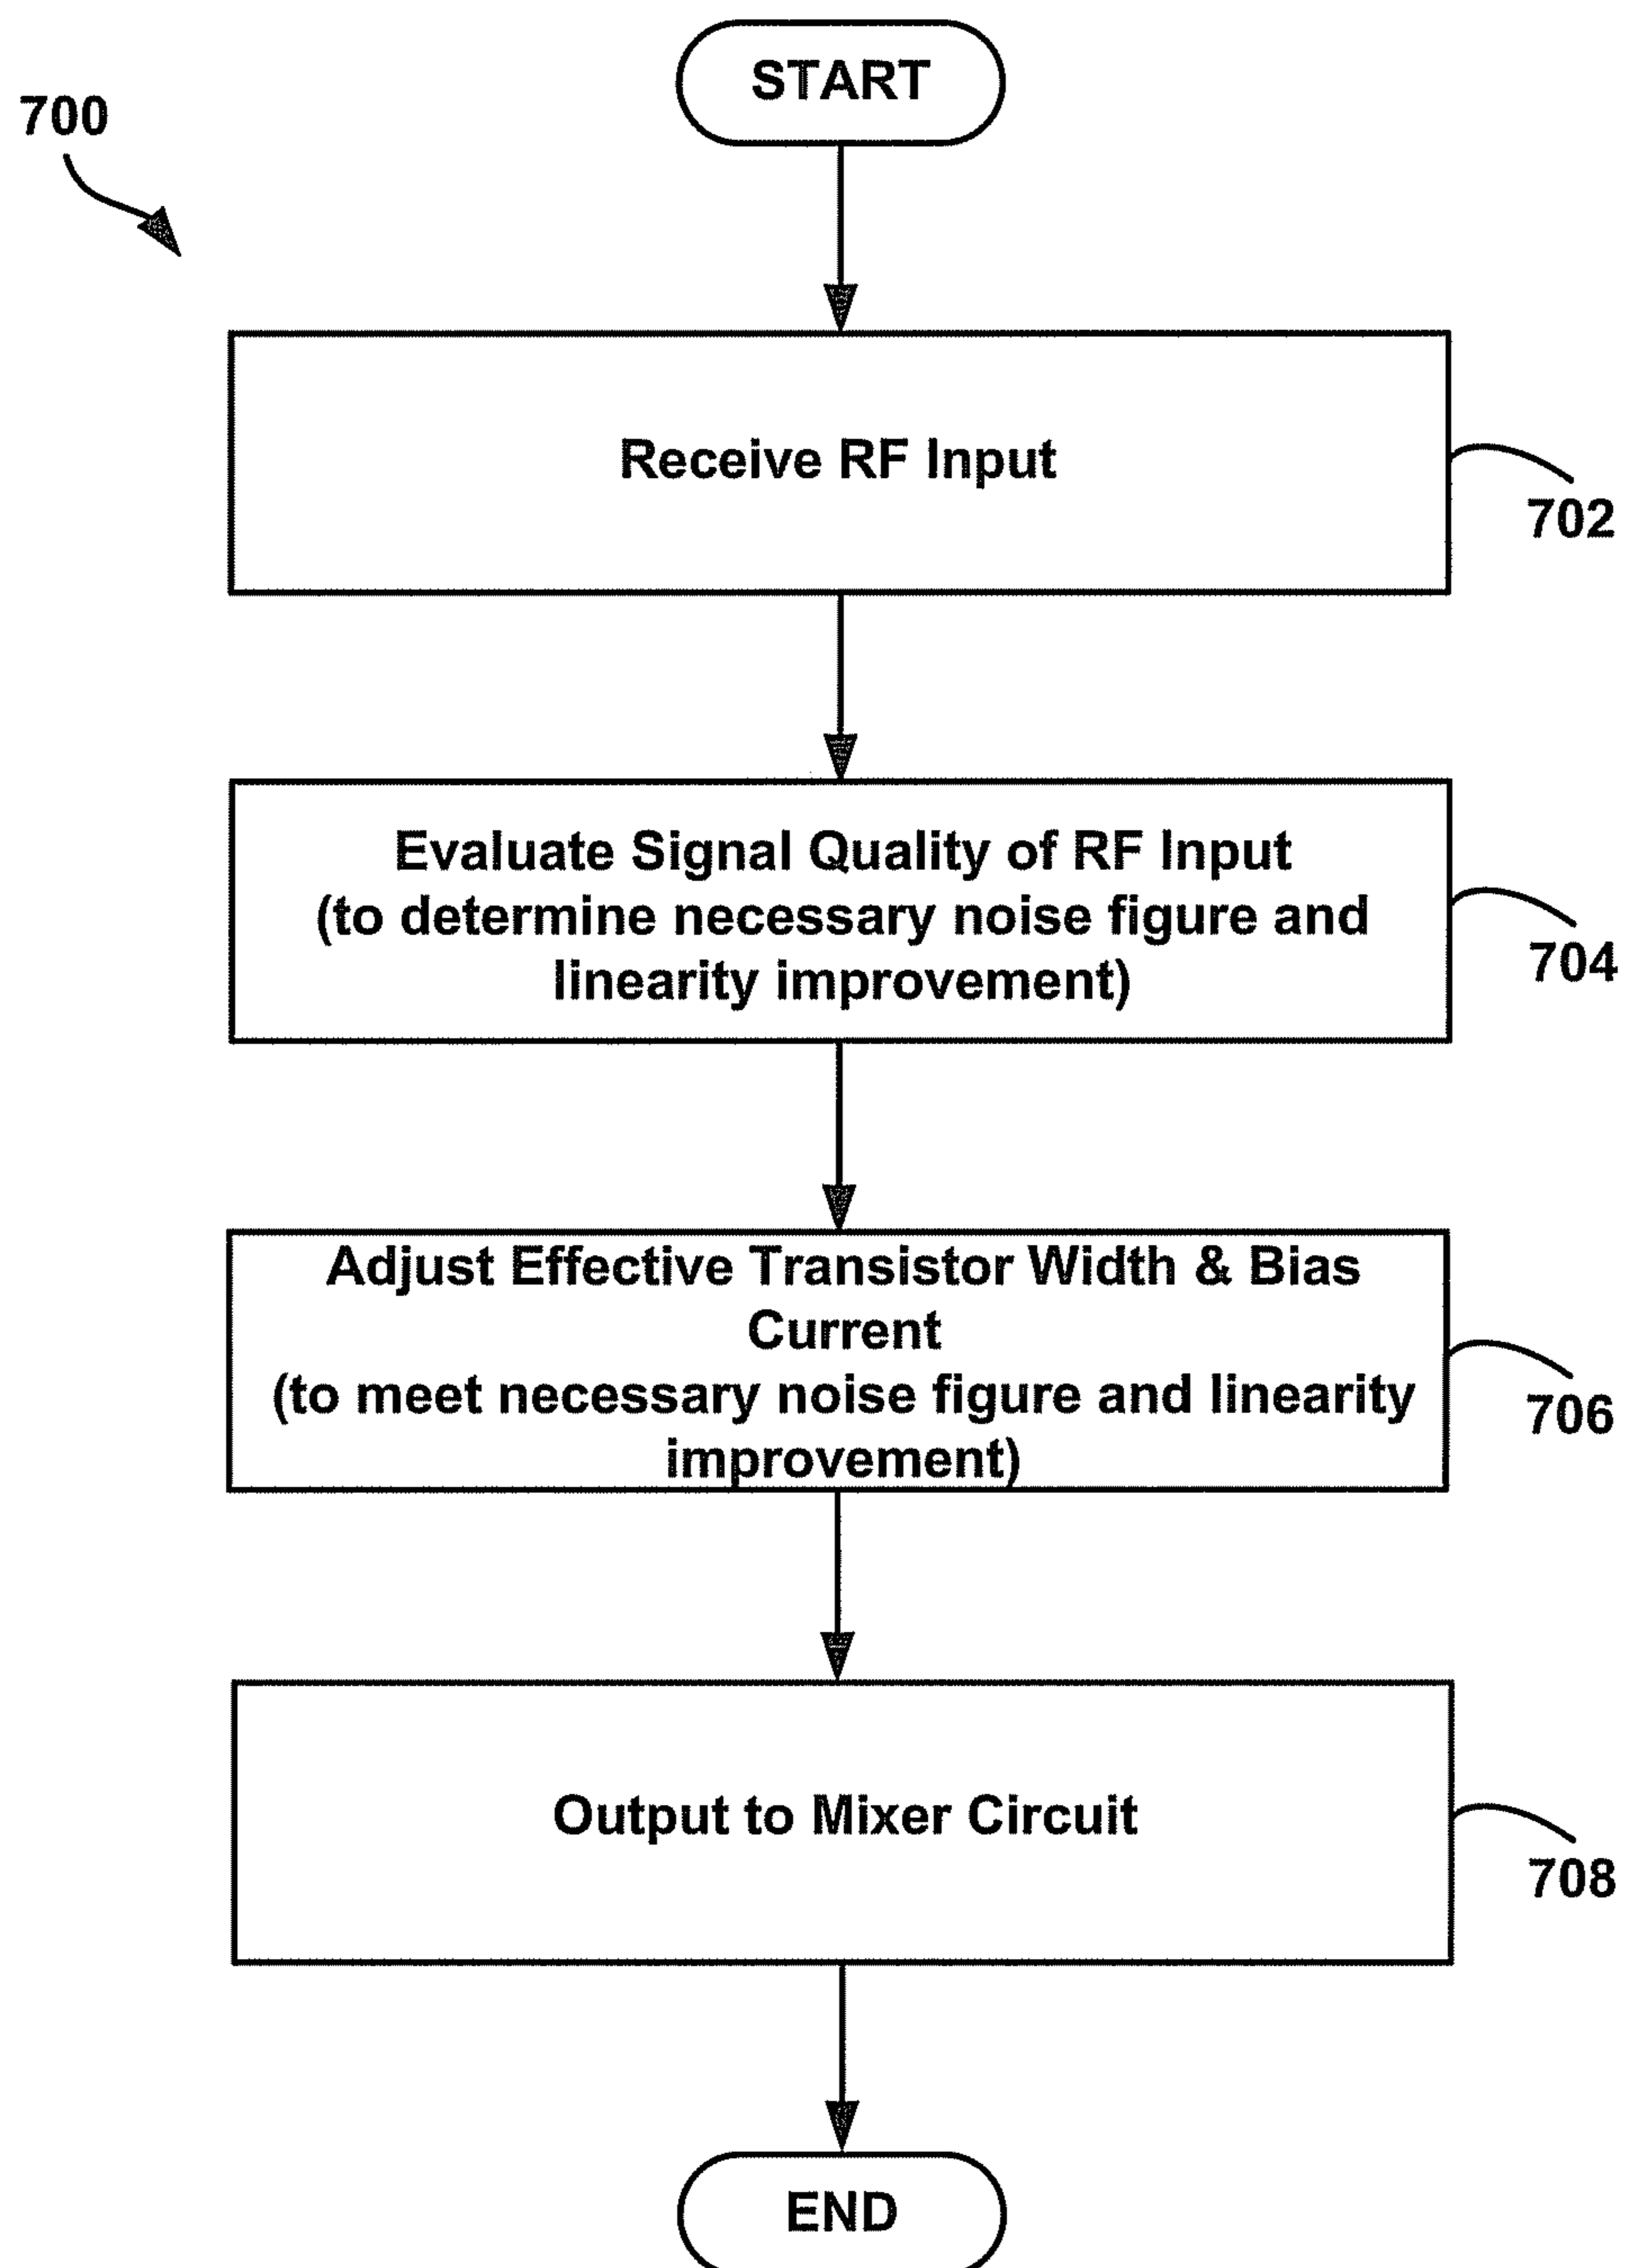 START
700
Receive RF Input
702
Evaluate Signal Quality of RF Input
(to determine necessary noise figure and
linearity improvement)
704
Adjust Effective Transistor Width & Bias
Current
(to meet necessary noise figure and linearity
improvement)
706
Output to Mixer Circuit
708
END